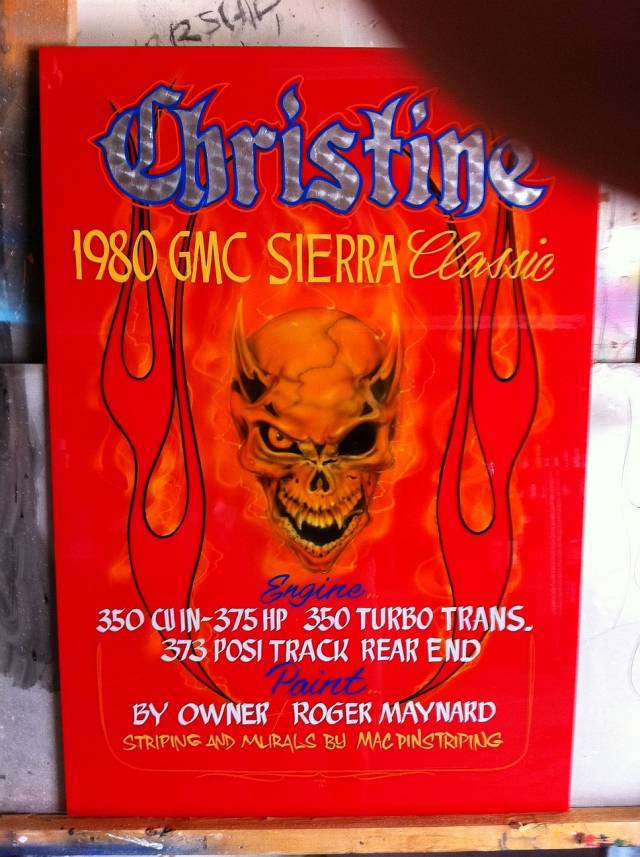 Christine
1980 GMC SIERRA Classic
Engine...
350 CU IN-375 HP 350 TURBO TRANS.
373 POSI TRACK REAR END
Paint...
BY OWNER ROGER MAYNARD
STRIPING AND MURALS BY MAC PINSTRIPING